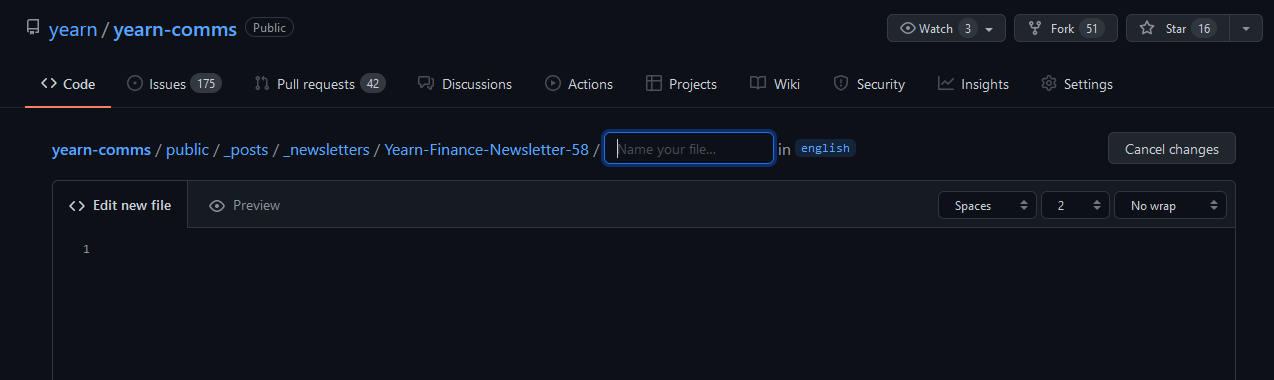 yearn / yearn-comms Public Watch 3 Fork 51 Star 16
Code Issues 175 Pull requests 42 Discussions Actions Projects Wiki Security Insights Settings
yearn-comms / public / _posts / _newsletters / Yearn-Finance-Newsletter-58 / Name your file... in english Cancel changes
Edit new file Preview Spaces 2 No wrap
1